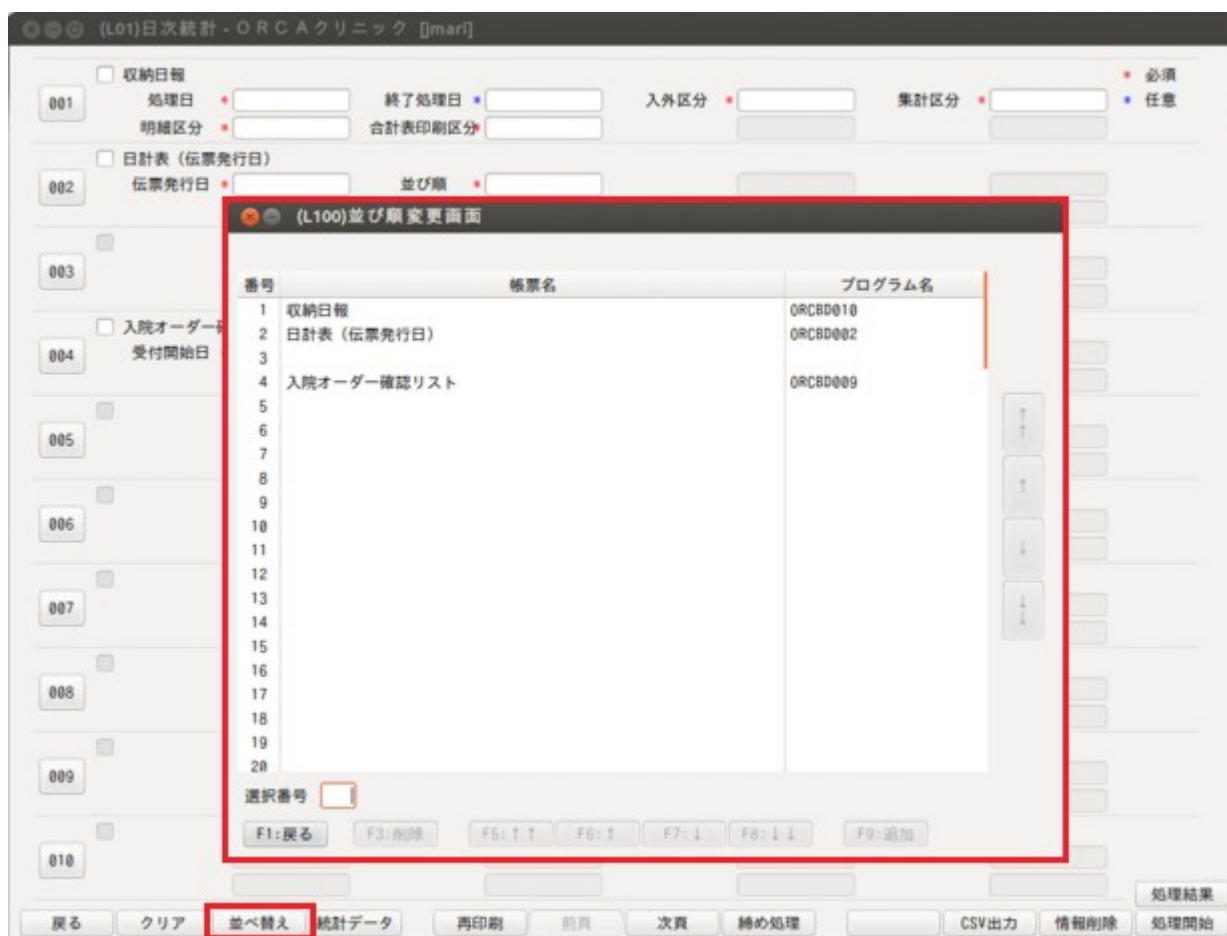 (L01)日次統計 - ＯＲＣＡクリニック [jmari]
収納日報 * 必須
001 処理日 * 終了処理日 * 入外区分 * 集計区分 * * 任意
明細区分 * 合計表印刷区分*
日計表（伝票発行日）
002 伝票発行日 * 並び順 *
003
入院オーダー
004 受付開始日
005
006
007
008
009
010
(L100)並び順変更画面
番号 帳票名 プログラム名
1 収納日報 ORCBD010
2 日計表（伝票発行日） ORCBD002
3
4 入院オーダー確認リスト ORCBD009
5
6
7
8
9
10
11
12
13
14
15
16
17
18
19
20
↑↑
↑
↓
↓↓
選択番号
F1:戻る F3:削除 F5:↑↑ F6:↑ F7:↓ F8:↓↓ F9:追加
処理結果
戻る クリア 並べ替え 統計データ 再印刷 前頁 次頁 締め処理 CSV出力 情報削除 処理開始